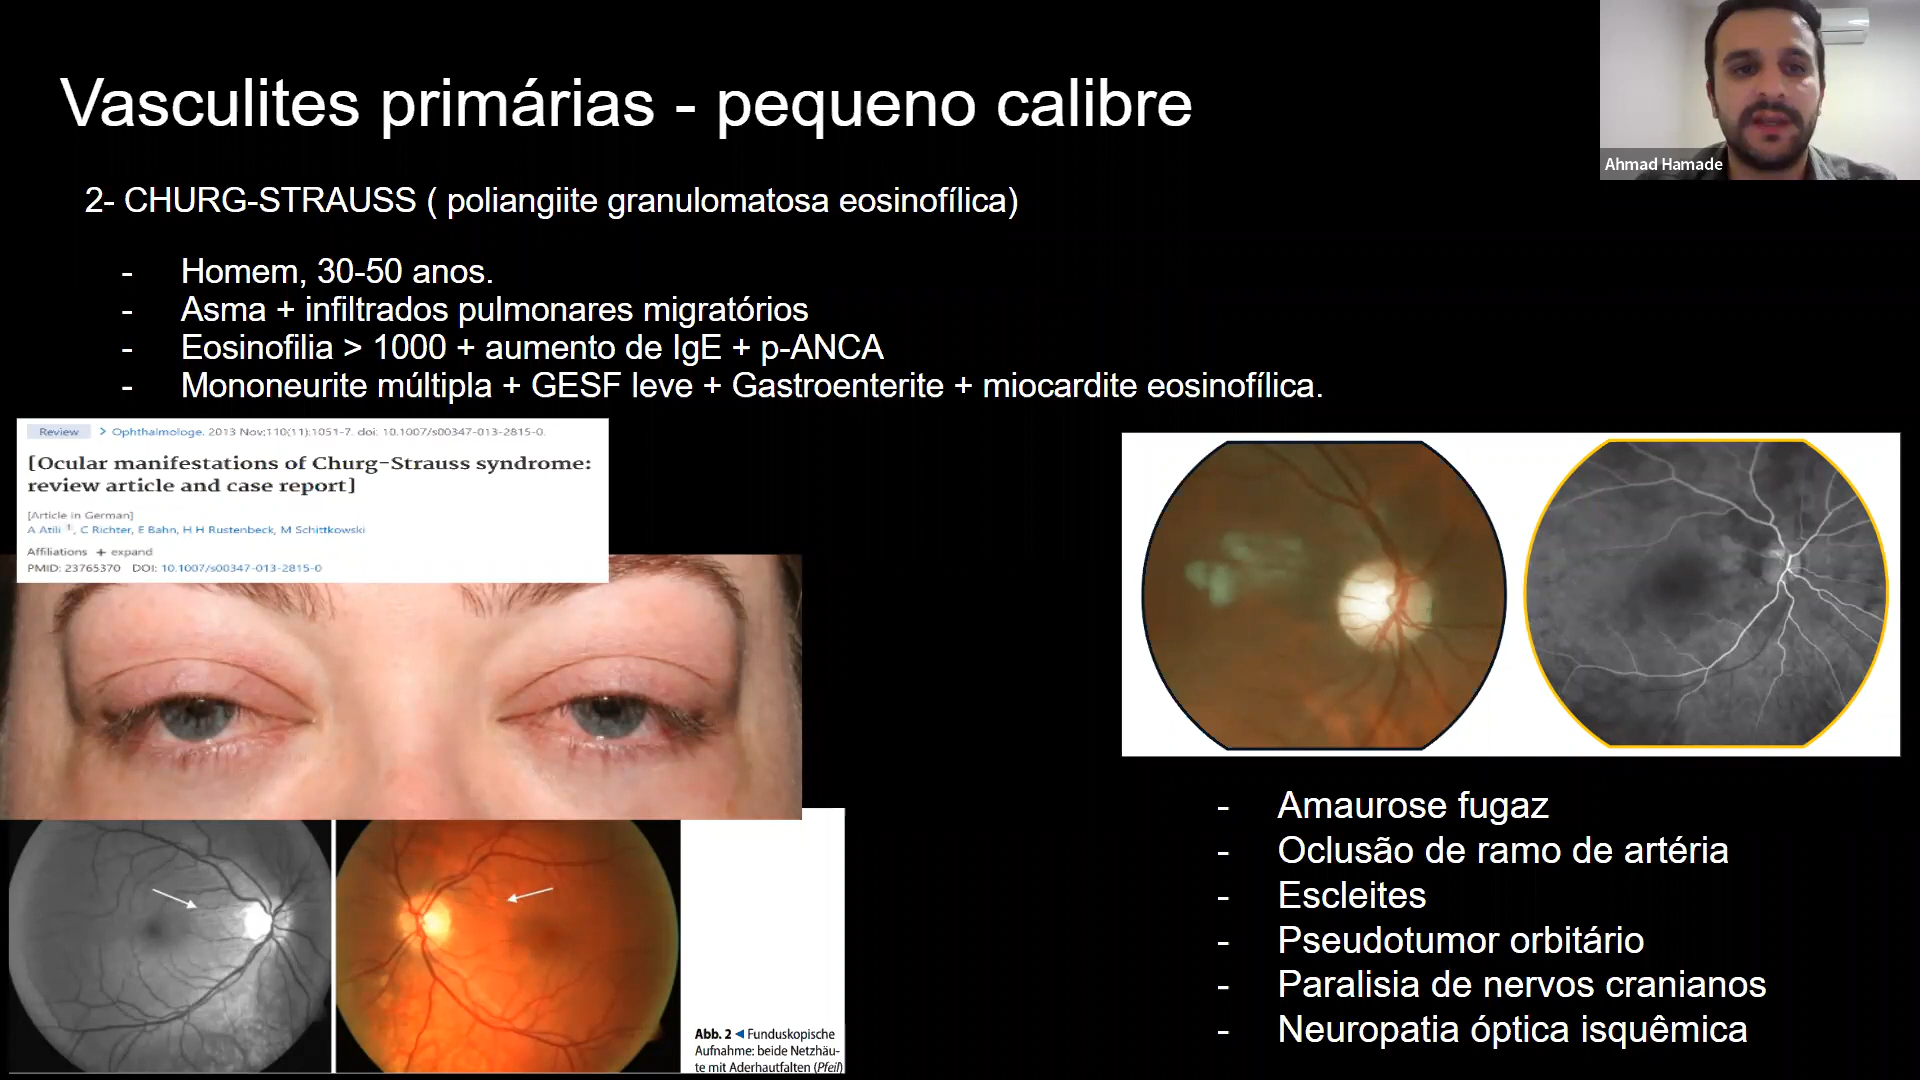 Vasculites primárias - pequeno calibre
Ahmad Hamade
2- CHURG-STRAUSS ( poliangiite granulomatosa eosinofílica)
- Homem, 30-50 anos.
- Asma + infiltrados pulmonares migratórios
- Eosinofilia > 1000 + aumento de IgE + p-ANCA
- Mononeurite múltipla + GESF leve + Gastroenterite + miocardite eosinofílica.
Review > Ophthalmologe. 2013 Nov;110(11):1051-7. doi: 10.1007/s00347-013-2815-0.
[Ocular manifestations of Churg-Strauss syndrome:
review article and case report]
[Article in German]
A Atili 1, C Richter, E Bahn, H H Rustenbeck, M Schittkowski
Affiliations + expand
PMID: 23765370 DOI: 10.1007/s00347-013-2815-0
Abb. 2 ◄ Funduskopische
Aufnahme: beide Netzhäu-
te mit Aderhautfalten (Pfeil)
- Amaurose fugaz
- Oclusão de ramo de artéria
- Escleites
- Pseudotumor orbitário
- Paralisia de nervos cranianos
- Neuropatia óptica isquêmica